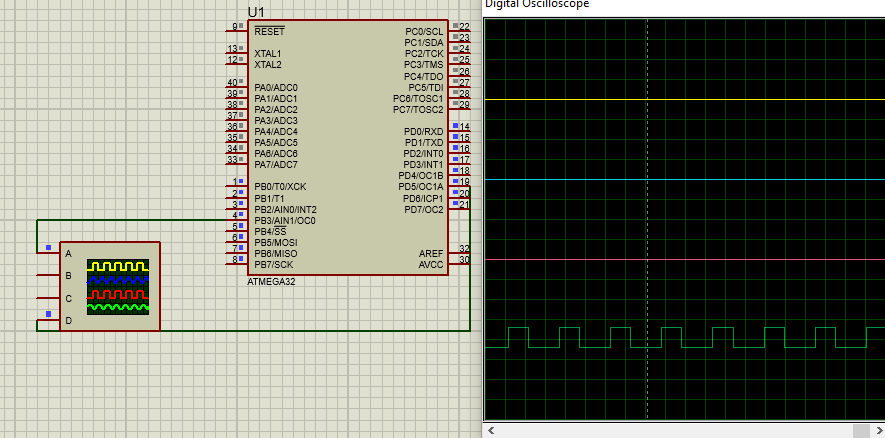 Digital Oscilloscope
U1
9 RESET
13 XTAL1
12 XTAL2
40 PA0/ADC0
39 PA1/ADC1
38 PA2/ADC2
37 PA3/ADC3
36 PA4/ADC4
35 PA5/ADC5
34 PA6/ADC6
33 PA7/ADC7
1 PB0/T0/XCK
2 PB1/T1
3 PB2/AIN0/INT2
4 PB3/AIN1/OC0
5 PB4/SS
6 PB5/MOSI
7 PB6/MISO
8 PB7/SCK
PC0/SCL 22
PC1/SDA 23
PC2/TCK 24
PC3/TMS 25
PC4/TDO 26
PC5/TDI 27
PC6/TOSC1 28
PC7/TOSC2 29
PD0/RXD 14
PD1/TXD 15
PD2/INT0 16
PD3/INT1 17
PD4/OC1B 18
PD5/OC1A 19
PD6/ICP1 20
PD7/OC2 21
AREF 32
AVCC 30
ATMEGA32
A
B
C
D